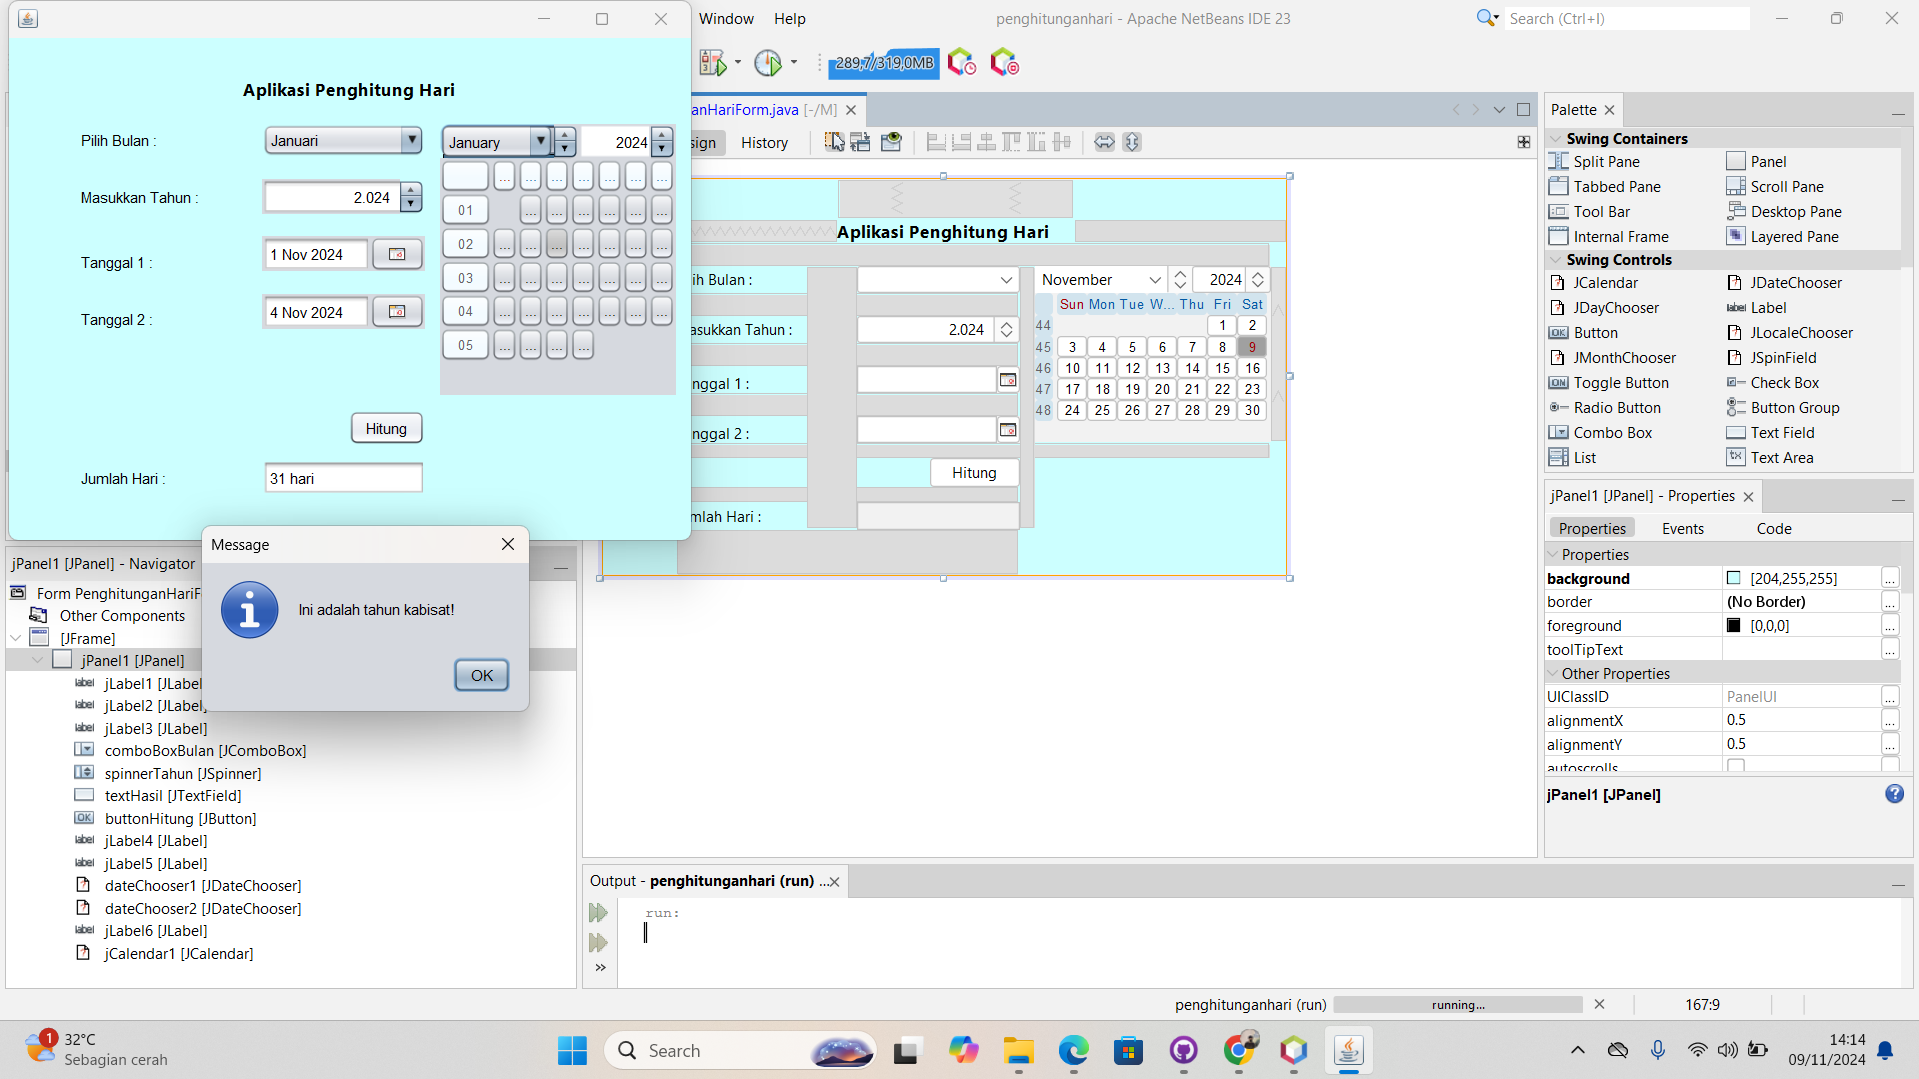 Window Help
penghitunganhari - Apache NetBeans IDE 23
Search (Ctrl+I)
289,7/319,0MB
Aplikasi Penghitung Hari
Pilih Bulan :
Januari
January
2024
Masukkan Tahun :
2.024
Tanggal 1 :
1 Nov 2024
Tanggal 2 :
4 Nov 2024
... ... ... ... ... ... ...
01 ... ... ... ... ... ...
02 ... ... ... ... ... ... ...
03 ... ... ... ... ... ... ...
04 ... ... ... ... ... ... ...
05 ... ... ... ...
Hitung
Jumlah Hari :
31 hari
Message
Ini adalah tahun kabisat!
OK
anHariForm.java [-/M]
sign History
Aplikasi Penghitung Hari
ih Bulan :
asukkan Tahun :
2.024
nggal 1 :
nggal 2 :
Hitung
mlah Hari :
November 2024
Sun Mon Tue W... Thu Fri Sat
44 1 2
45 3 4 5 6 7 8 9
46 10 11 12 13 14 15 16
47 17 18 19 20 21 22 23
48 24 25 26 27 28 29 30
Palette
Swing Containers
Split Pane Panel
Tabbed Pane Scroll Pane
Tool Bar Desktop Pane
Internal Frame Layered Pane
Swing Controls
JCalendar JDateChooser
JDayChooser Label
Button JLocaleChooser
JMonthChooser JSpinField
Toggle Button Check Box
Radio Button Button Group
Combo Box Text Field
List Text Area
jPanel1 [JPanel] - Properties
Properties Events Code
Properties
background [204,255,255] ...
border (No Border) ...
foreground [0,0,0] ...
toolTipText ...
Other Properties
UIClassID PanelUI ...
alignmentX 0.5 ...
alignmentY 0.5 ...
autoscrolls
jPanel1 [JPanel]
jPanel1 [JPanel] - Navigator
Form PenghitunganHariF
Other Components
[JFrame]
jPanel1 [JPanel]
jLabel1 [JLabel
jLabel2 [JLabel]
jLabel3 [JLabel]
comboBoxBulan [JComboBox]
spinnerTahun [JSpinner]
textHasil [JTextField]
buttonHitung [JButton]
jLabel4 [JLabel]
jLabel5 [JLabel]
dateChooser1 [JDateChooser]
dateChooser2 [JDateChooser]
jLabel6 [JLabel]
jCalendar1 [JCalendar]
Output - penghitunganhari (run) ...
run:
penghitunganhari (run)
running...
167:9
1
32°C
Sebagian cerah
Search
14:14
09/11/2024